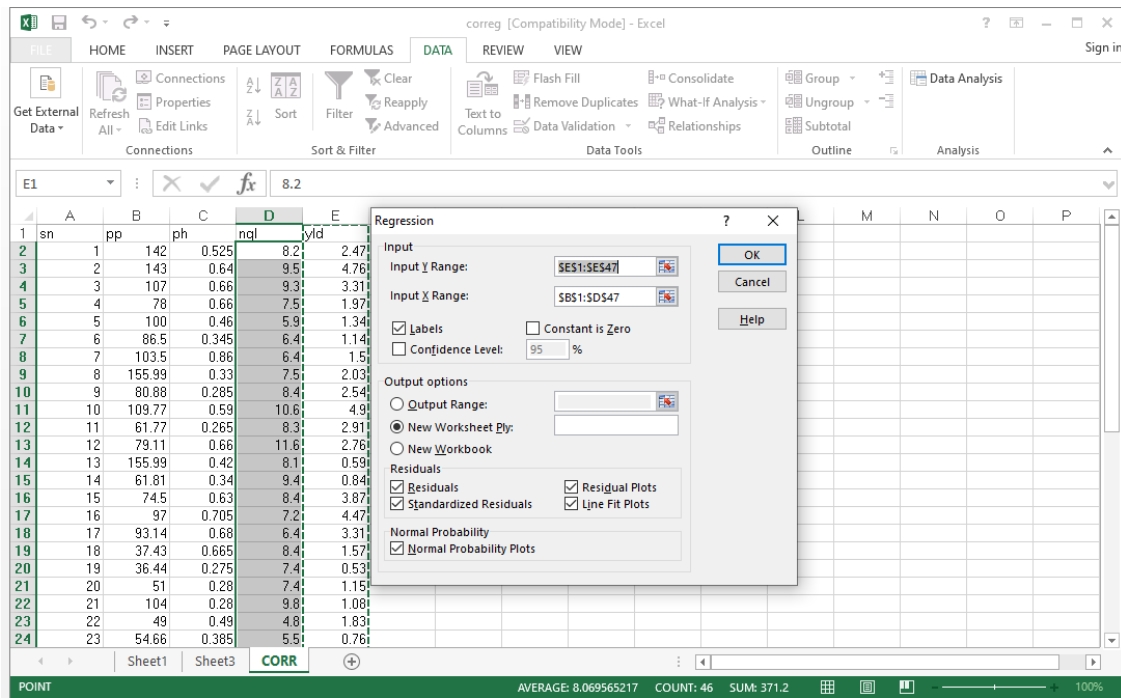 correg [Compatibility Mode] - Excel
FILE HOME INSERT PAGE LAYOUT FORMULAS DATA REVIEW VIEW Sign in
Get External Data
Refresh All
Connections
Properties
Edit Links
Connections
Sort
Filter
Clear
Reapply
Advanced
Sort & Filter
Text to Columns
Flash Fill
Remove Duplicates
Data Validation
Consolidate
What-If Analysis
Relationships
Data Tools
Group
Ungroup
Subtotal
Outline
Data Analysis
Analysis
E1 fx 8.2
A B C D E L M N O P
1 sn pp ph nql yld
2 1 142 0.525 8.2 2.47
3 2 143 0.64 9.5 4.76
4 3 107 0.66 9.3 3.31
5 4 78 0.66 7.5 1.97
6 5 100 0.46 5.9 1.34
7 6 86.5 0.345 6.4 1.14
8 7 103.5 0.86 6.4 1.5
9 8 155.99 0.33 7.5 2.03
10 9 80.88 0.285 8.4 2.54
11 10 109.77 0.59 10.6 4.9
12 11 61.77 0.265 8.3 2.91
13 12 79.11 0.66 11.6 2.76
14 13 155.99 0.42 8.1 0.59
15 14 61.81 0.34 9.4 0.84
16 15 74.5 0.63 8.4 3.87
17 16 97 0.705 7.2 4.47
18 17 93.14 0.68 6.4 3.31
19 18 37.43 0.665 8.4 1.57
20 19 36.44 0.275 7.4 0.53
21 20 51 0.28 7.4 1.15
22 21 104 0.28 9.8 1.08
23 22 49 0.49 4.8 1.83
24 23 54.66 0.385 5.5 0.76
Regression ? X
Input
Input Y Range: $E$1:$E$47
Input X Range: $B$1:$D$47
Labels Constant is Zero
Confidence Level: 95 %
Output options
Output Range:
New Worksheet Ply:
New Workbook
Residuals
Residuals Residual Plots
Standardized Residuals Line Fit Plots
Normal Probability
Normal Probability Plots
OK
Cancel
Help
Sheet1 Sheet3 CORR
POINT AVERAGE: 8.069565217 COUNT: 46 SUM: 371.2 100%